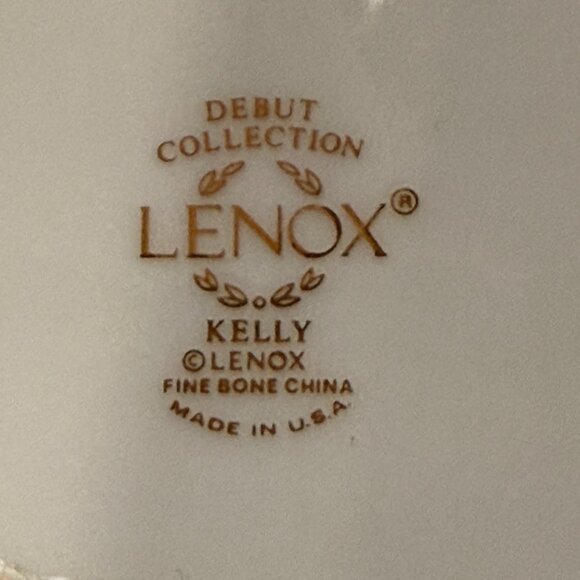 DEBUT
COLLECTION
LENOX®
KELLY
©LENOX
FINE BONE CHINA
MADE IN U.S.A.